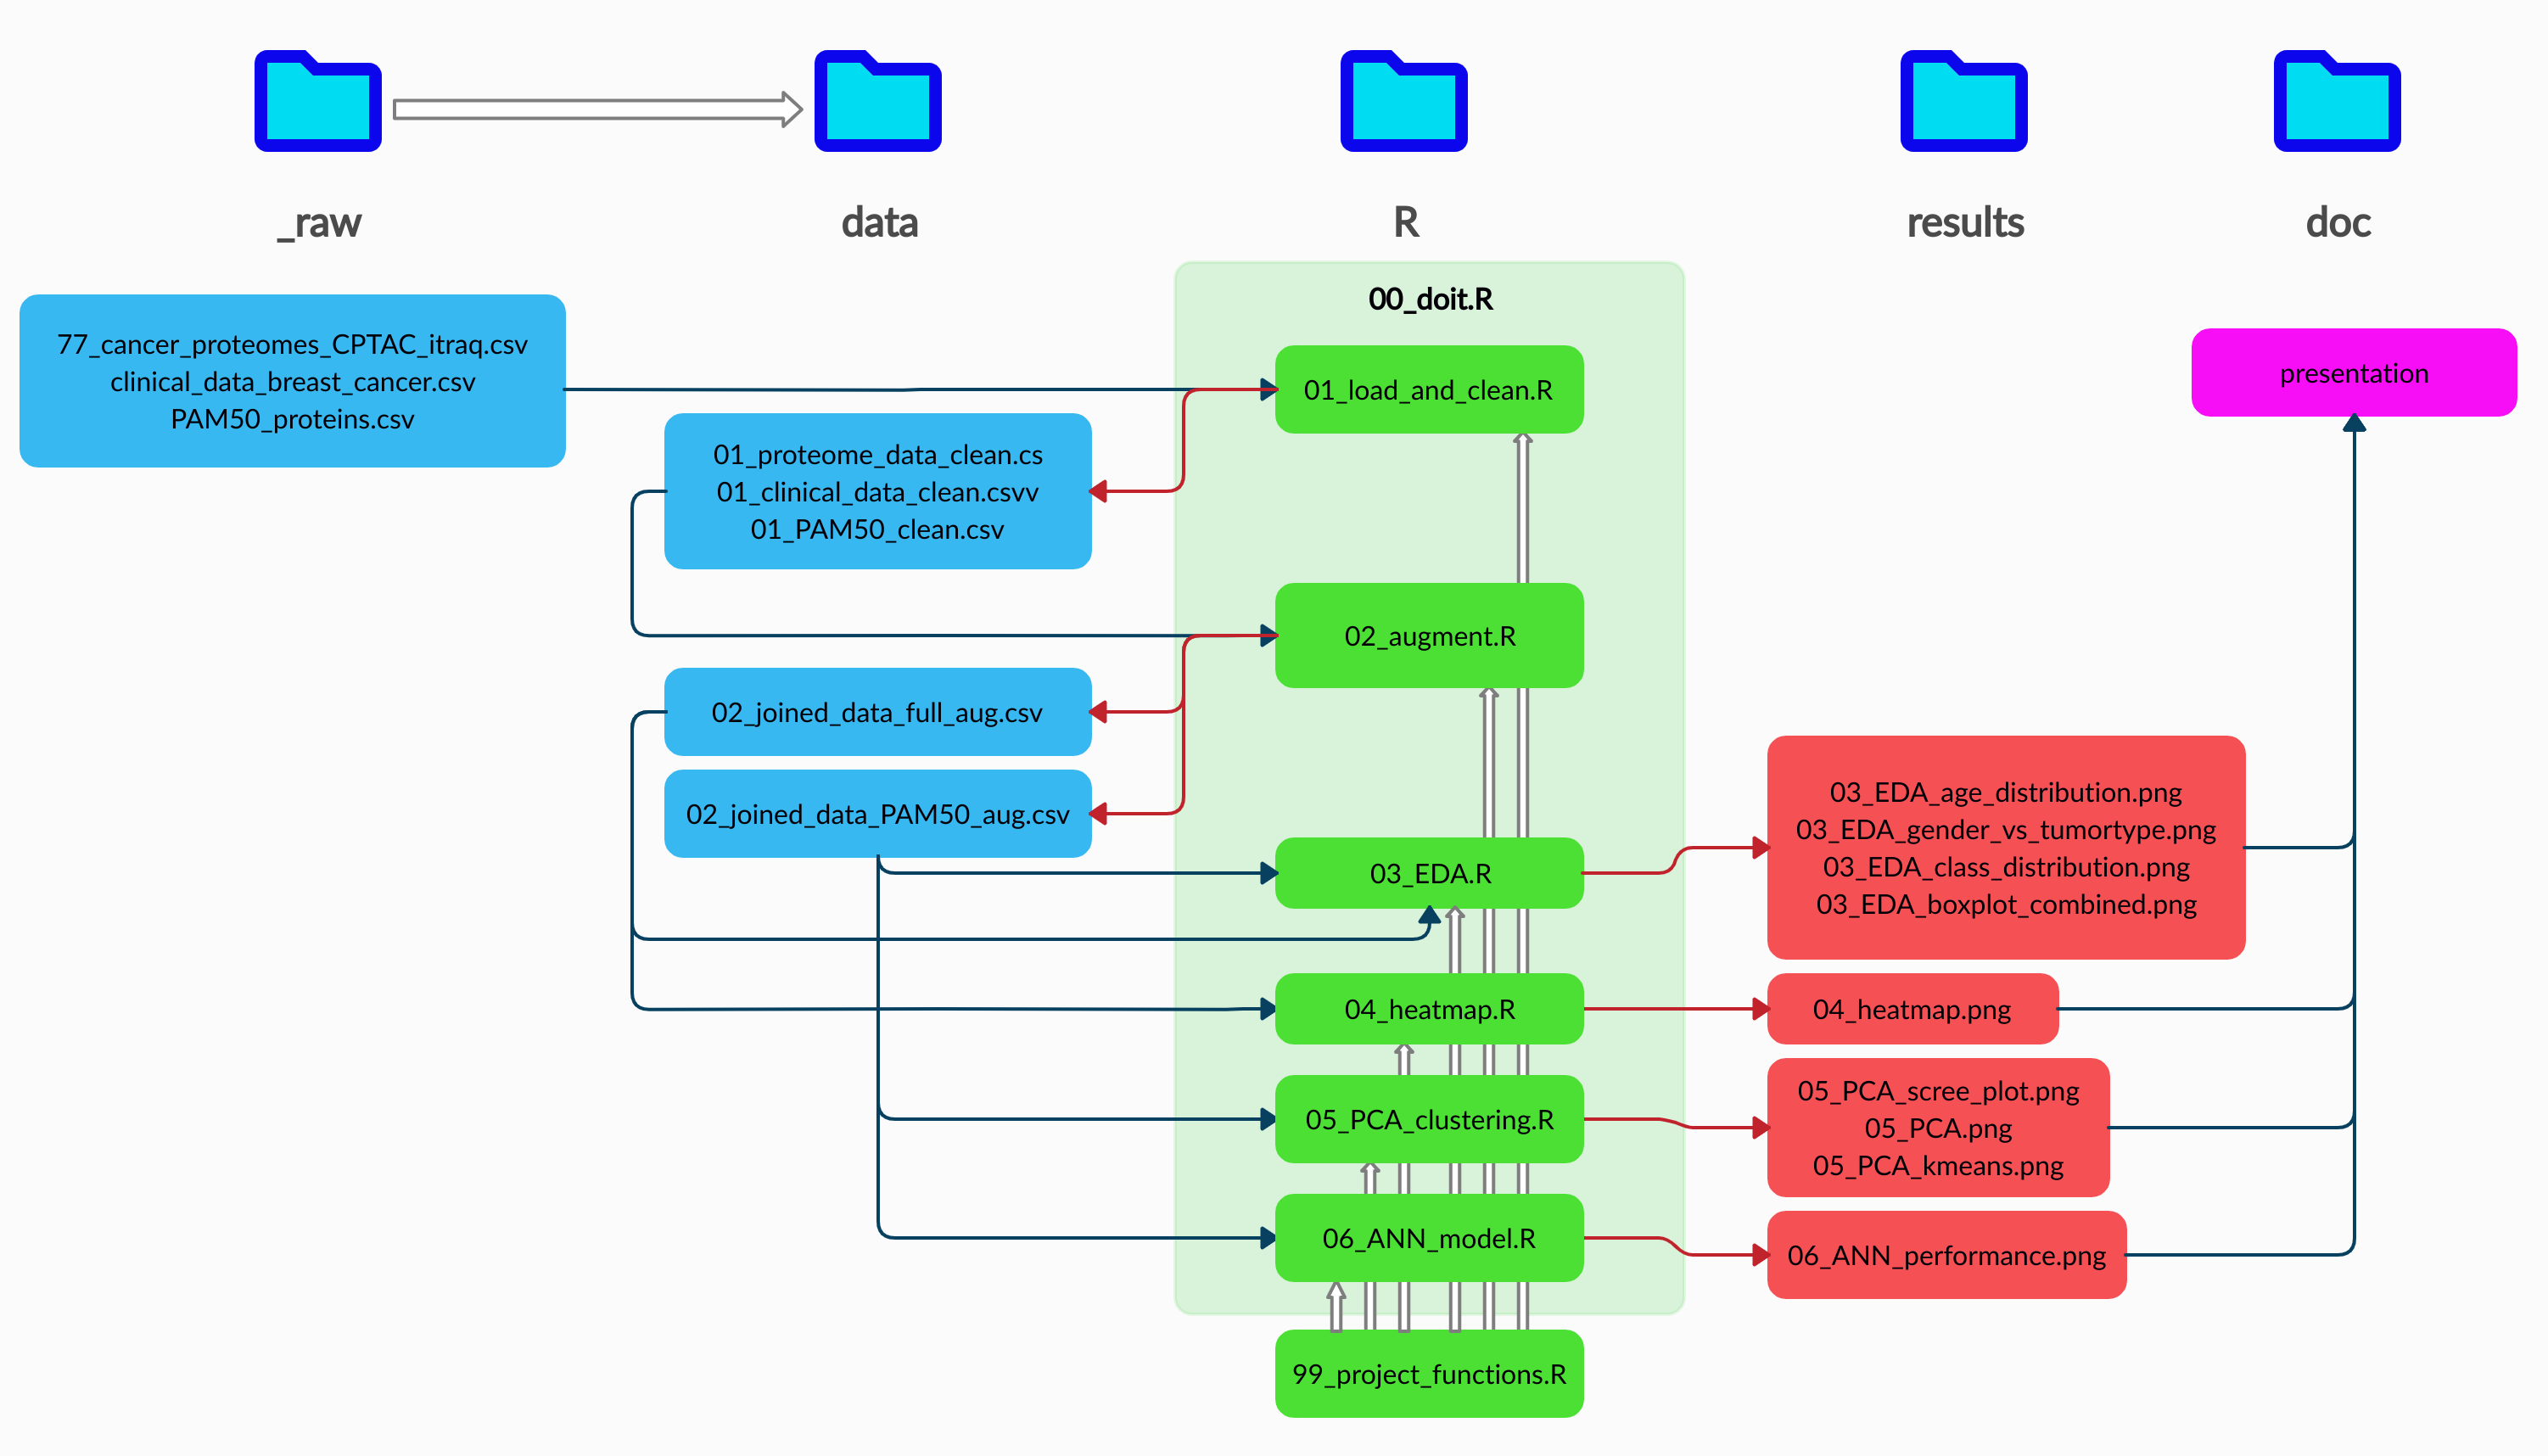 _raw
data
R
results
doc
77_cancer_proteomes_CPTAC_itraq.csv
clinical_data_breast_cancer.csv
PAM50_proteins.csv
01_proteome_data_clean.cs
01_clinical_data_clean.csvv
01_PAM50_clean.csv
02_joined_data_full_aug.csv
02_joined_data_PAM50_aug.csv
00_doit.R
01_load_and_clean.R
02_augment.R
03_EDA.R
04_heatmap.R
05_PCA_clustering.R
06_ANN_model.R
99_project_functions.R
03_EDA_age_distribution.png
03_EDA_gender_vs_tumortype.png
03_EDA_class_distribution.png
03_EDA_boxplot_combined.png
04_heatmap.png
05_PCA_scree_plot.png
05_PCA.png
05_PCA_kmeans.png
06_ANN_performance.png
presentation